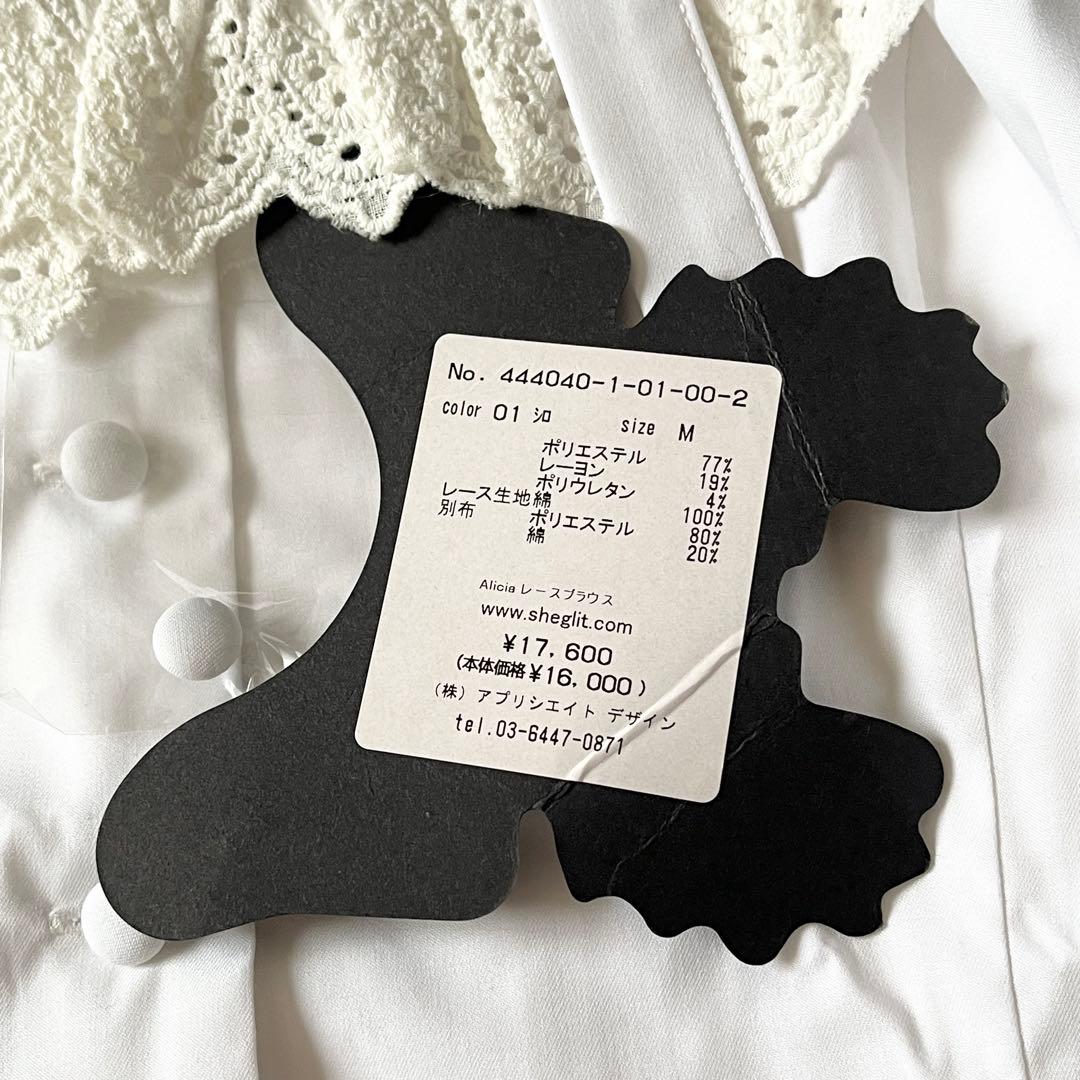 No. 444040-1-01-00-2
color 01 シロ size M
ポリエステル 77%
レーヨン 19%
ポリウレタン 4%
レース生地 綿 100%
別布 ポリエステル 80%
綿 20%
Alicia レースブラウス
www.sheglit.com
¥17,600
(本体価格¥16,000)
(株) アプリシエイト デザイン
tel.03-6447-0871